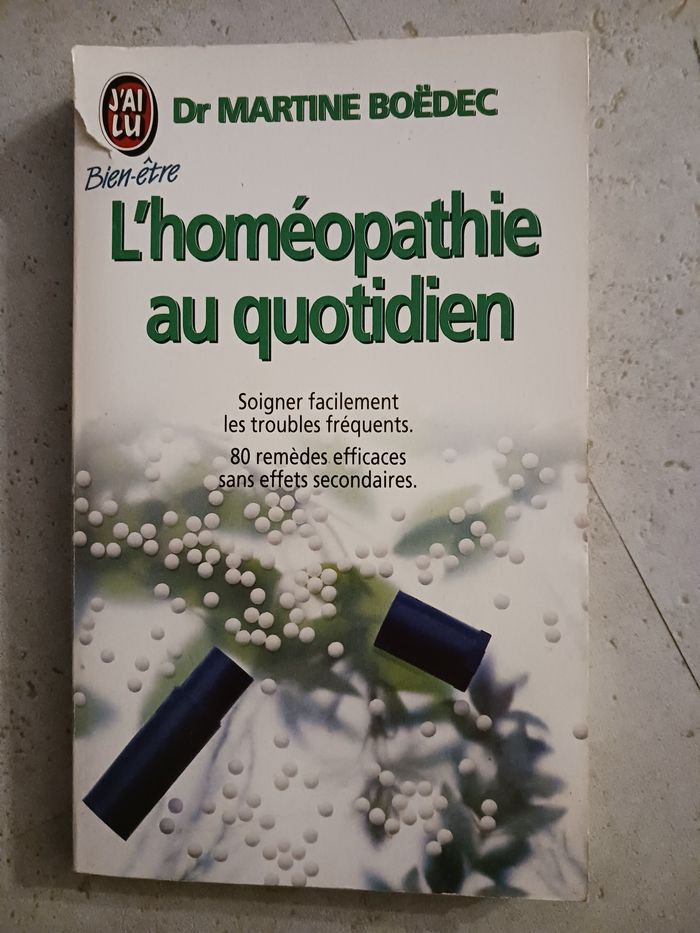 J'AI
LU
Dr MARTINE BOËDEC
Bien-être
L'homéopathie
au quotidien
Soigner facilement
les troubles fréquents.
80 remèdes efficaces
sans effets secondaires.